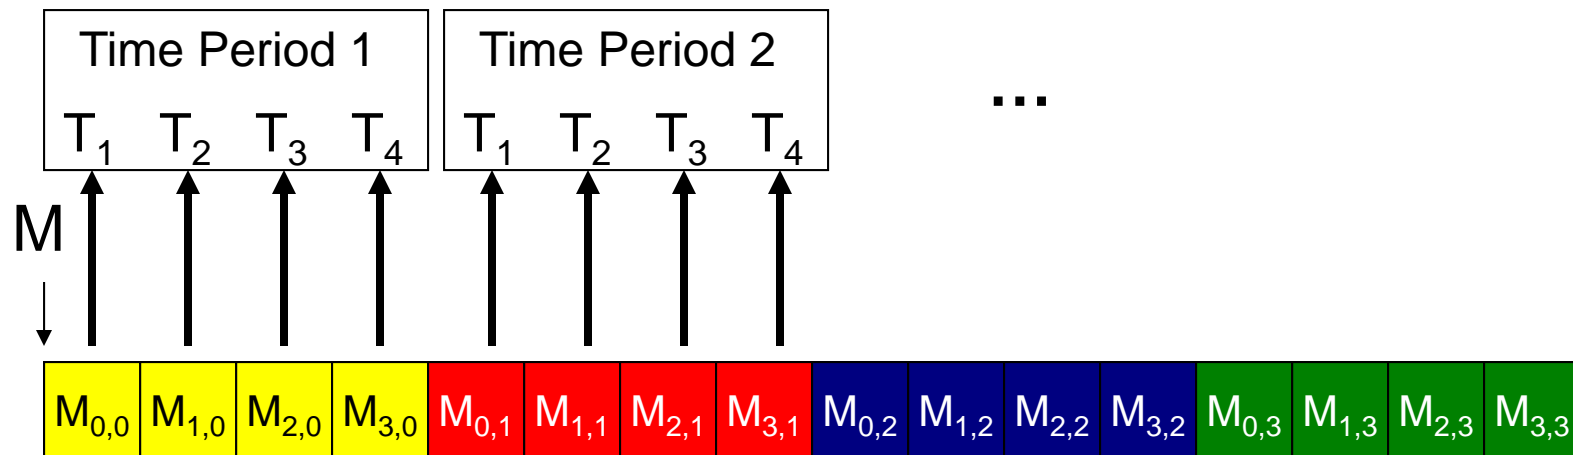 Time Period 1 Time Period 2
...
T₁ T₂ T₃ T₄ T₁ T₂ T₃ T₄
M
M₀,₀ M₁,₀ M₂,₀ M₃,₀ M₀,₁ M₁,₁ M₂,₁ M₃,₁ M₀,₂ M₁,₂ M₂,₂ M₃,₂ M₀,₃ M₁,₃ M₂,₃ M₃,₃